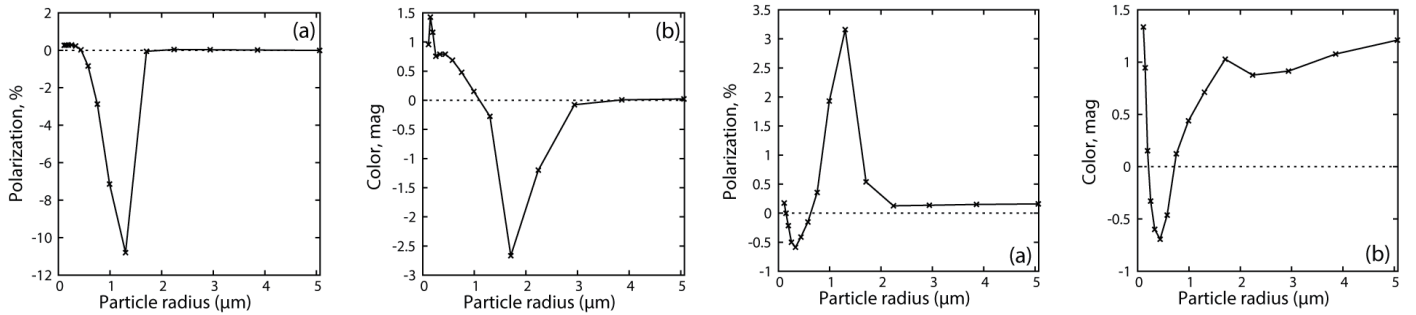 (a)
Polarization, %
0
-2
-4
-6
-8
-10
-12
0 1 2 3 4 5
Particle radius (μm)
(b)
Color, mag
1.5
1
0.5
0
-0.5
-1
-1.5
-2
-2.5
-3
0 1 2 3 4 5
Particle radius (μm)
Polarization, %
3.5
3
2.5
2
1.5
1
0.5
0
-0.5
-1
(a)
0 1 2 3 4 5
Particle radius (μm)
Color, mag
1.5
1
0.5
0
-0.5
-1
(b)
0 1 2 3 4 5
Particle radius (μm)